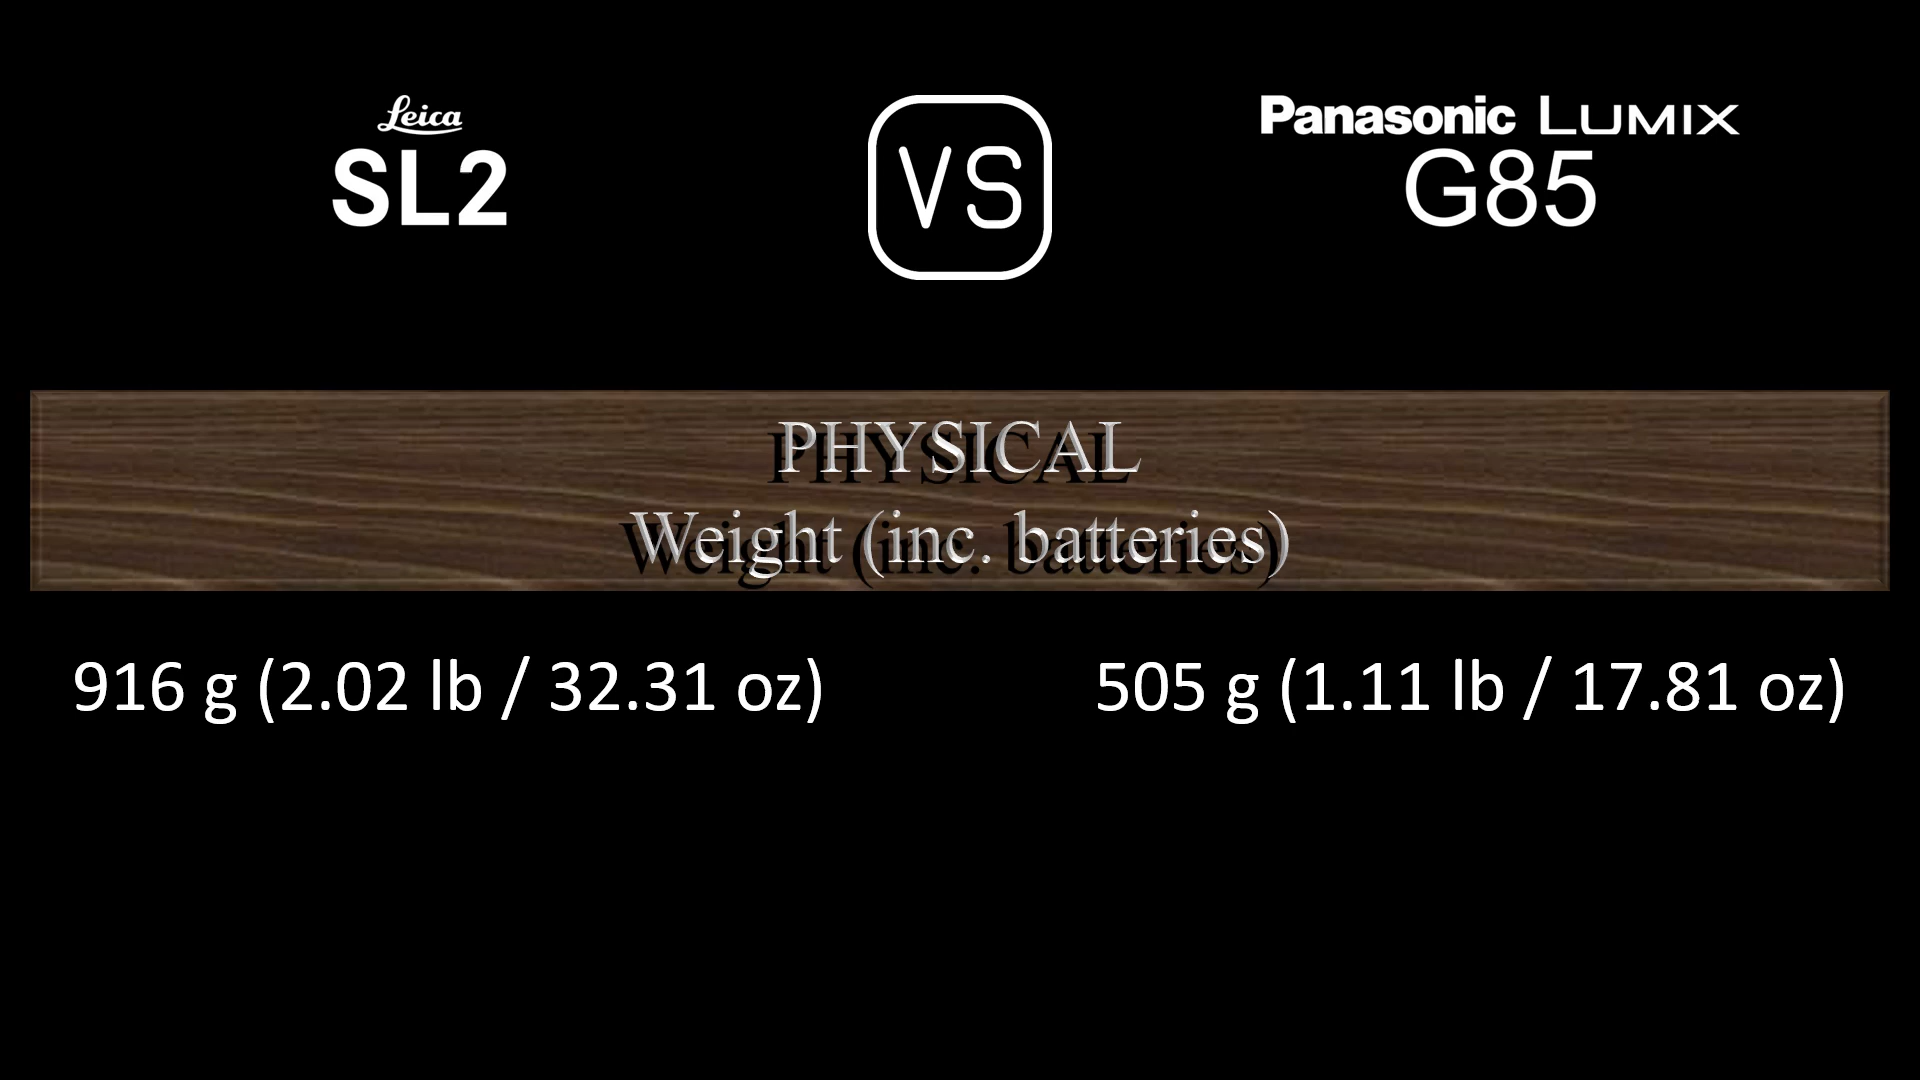 Leica
SL2
VS
Panasonic LUMIX
G85
PHYSICAL
Weight (inc. batteries)
916 g (2.02 lb / 32.31 oz)
505 g (1.11 lb / 17.81 oz)